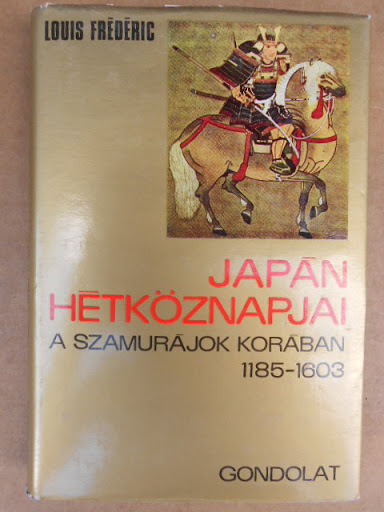 LOUIS FRÉDÉRIC
JAPÁN
HÉTKÖZNAPJAI
A SZAMURÁJOK KORÁBAN
1185-1603
GONDOLAT